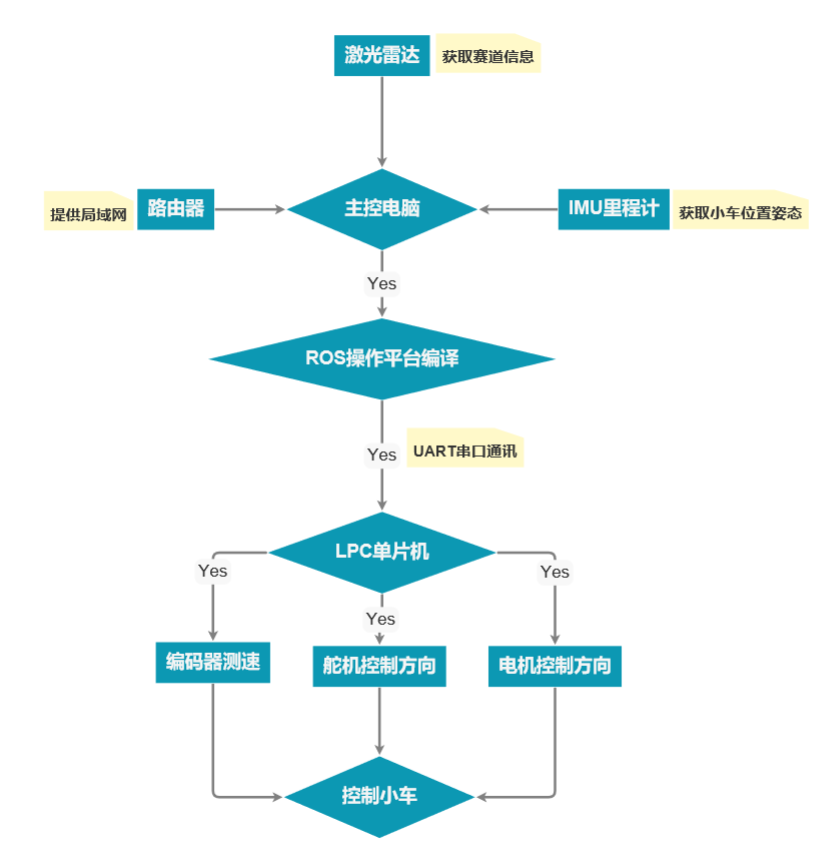 激光雷达
获取赛道信息
提供局域网
路由器
主控电脑
IMU里程计
获取小车位置姿态
Yes
ROS操作平台编译
Yes
UART串口通讯
LPC单片机
Yes
Yes
Yes
编码器测速
舵机控制方向
电机控制方向
控制小车